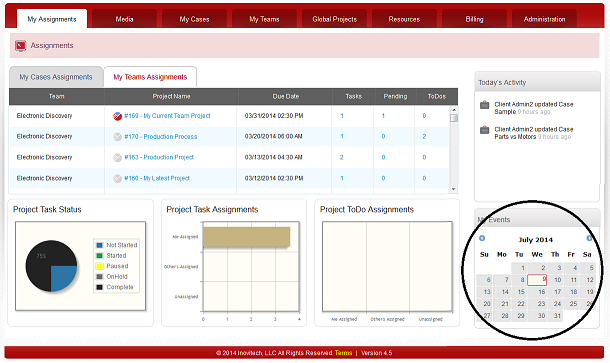 My Assignments Media My Cases My Teams Global Projects Resources Billing Administration
Assignments
My Cases Assignments My Teams Assignments
Team Project Name Due Date Tasks Pending ToDos
Electronic Discovery #169 - My Current Team Project 03/31/2014 02:30 PM 1 1 0
Electronic Discovery #170 - Production Process 03/20/2014 06:00 AM 1 0 2
Electronic Discovery #163 - Production Project 03/13/2014 04:30 AM 2 0 0
Electronic Discovery #160 - My Latest Project 03/12/2014 02:30 PM 1 0 0
Today's Activity
Client Admin2 updated Case
Sample 9 hours ago
Client Admin2 updated Case
Parts vs Motors 9 hours ago
Project Task Status
75%
Not Started
Started
Paused
OnHold
Complete
Project Task Assignments
Me Assigned
Others Assigned
Unassigned
0 1 2 3 4
Project ToDo Assignments
Me Assigned Others Assigned Unassigned
My Events
July 2014
Su Mo Tu We Th Fr Sa
1 2 3 4 5
6 7 8 9 10 11 12
13 14 15 16 17 18 19
20 21 22 23 24 25 26
27 28 29 30 31
© 2014 Inovitech, LLC All Rights Reserved. Terms | Version 4.5